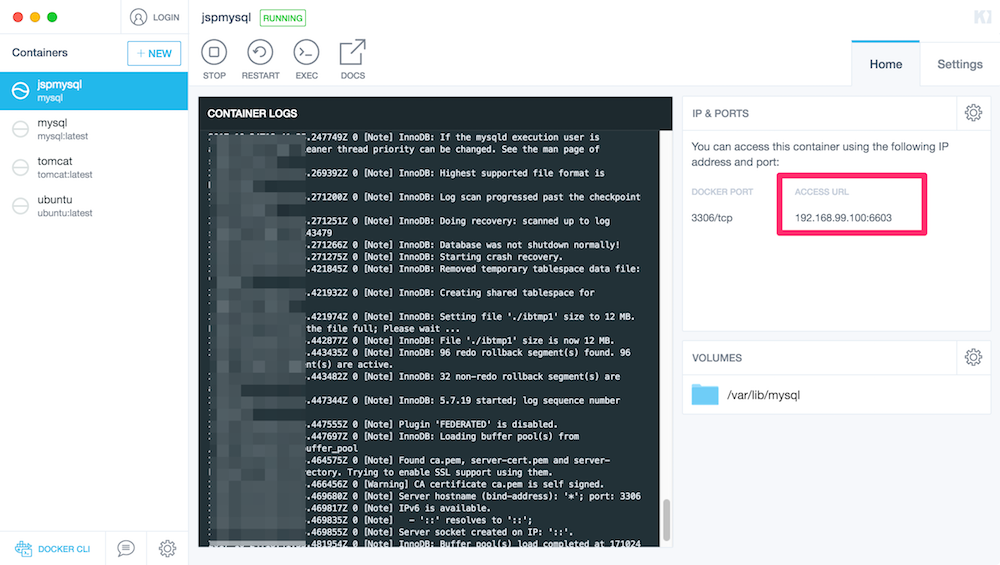 LOGIN
jspmysql RUNNING
Containers
+ NEW
STOP
RESTART
EXEC
DOCS
Home
Settings
jspmysql
mysql
mysql
mysql:latest
tomcat
tomcat:latest
ubuntu
ubuntu:latest
CONTAINER LOGS
.247749Z 0 [Note] InnoDB: If the mysqld execution user is
eaner thread priority can be changed. See the man page of
.269392Z 0 [Note] InnoDB: Highest supported file format is
.271200Z 0 [Note] InnoDB: Log scan progressed past the checkpoint
.271251Z 0 [Note] InnoDB: Doing recovery: scanned up to log
43479
.271266Z 0 [Note] InnoDB: Database was not shutdown normally!
.271275Z 0 [Note] InnoDB: Starting crash recovery.
.421845Z 0 [Note] InnoDB: Removed temporary tablespace data file:
.421932Z 0 [Note] InnoDB: Creating shared tablespace for
.421974Z 0 [Note] InnoDB: Setting file './ibtmp1' size to 12 MB.
the file full; Please wait ...
.442877Z 0 [Note] InnoDB: File './ibtmp1' size is now 12 MB.
.443435Z 0 [Note] InnoDB: 96 redo rollback segment(s) found. 96
nt(s) are active.
.443482Z 0 [Note] InnoDB: 32 non-redo rollback segment(s) are
.447344Z 0 [Note] InnoDB: 5.7.19 started; log sequence number
.447555Z 0 [Note] Plugin 'FEDERATED' is disabled.
.447697Z 0 [Note] InnoDB: Loading buffer pool(s) from
buffer_pool
.464575Z 0 [Note] Found ca.pem, server-cert.pem and server-
rectory. Trying to enable SSL support using them.
.466456Z 0 [Warning] CA certificate ca.pem is self signed.
.469680Z 0 [Note] Server hostname (bind-address): '*'; port: 3306
.469817Z 0 [Note] IPv6 is available.
.469835Z 0 [Note]   - '::' resolves to '::';
.469855Z 0 [Note] Server socket created on IP: '::'.
.481954Z 0 [Note] InnoDB: Buffer pool(s) load completed at 171024
IP & PORTS
You can access this container using the following IP
address and port:
DOCKER PORT
ACCESS URL
3306/tcp
192.168.99.100:6603
VOLUMES
/var/lib/mysql
DOCKER CLI